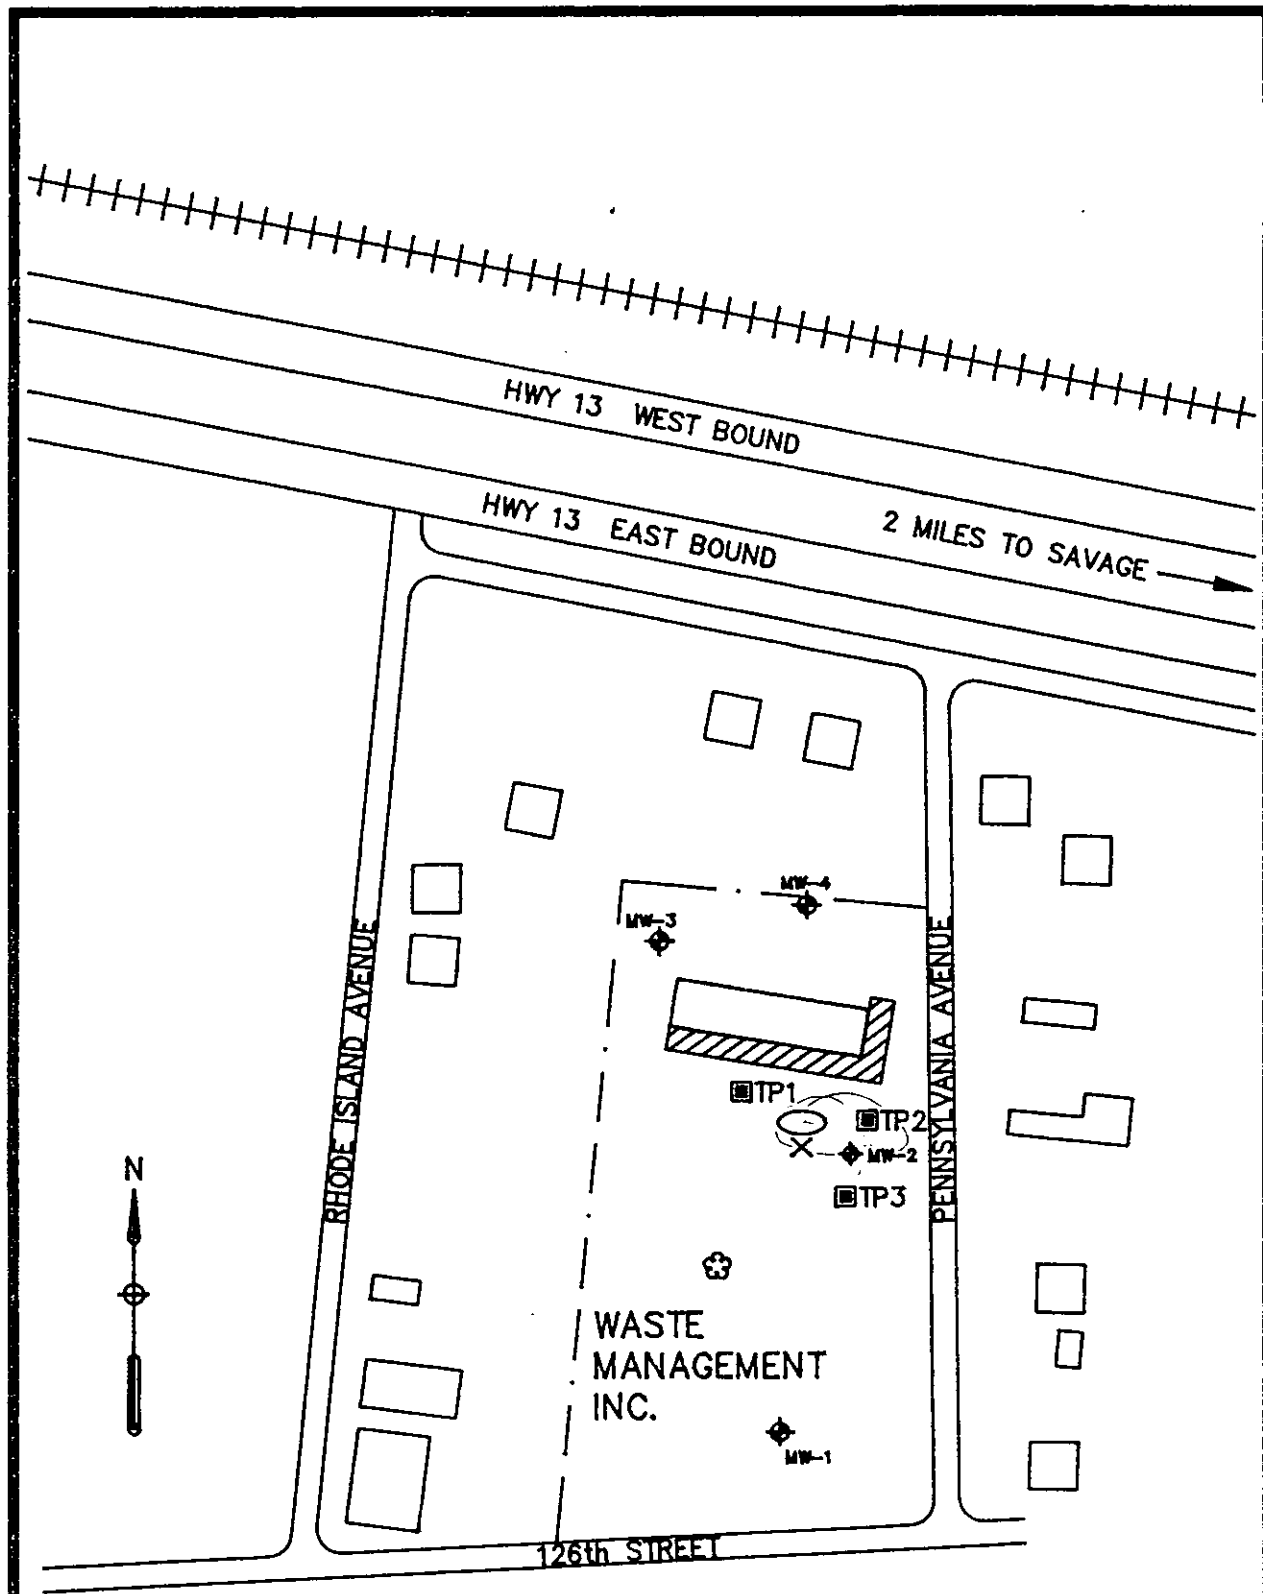 HWY 13 WEST BOUND
HWY 13 EAST BOUND
2 MILES TO SAVAGE
MW-4
MW-3
RHODE ISLAND AVENUE
PENNSYLVANIA AVENUE
TP1
TP2
MW-2
TP3
N
WASTE
MANAGEMENT
INC.
MW-1
126th STREET